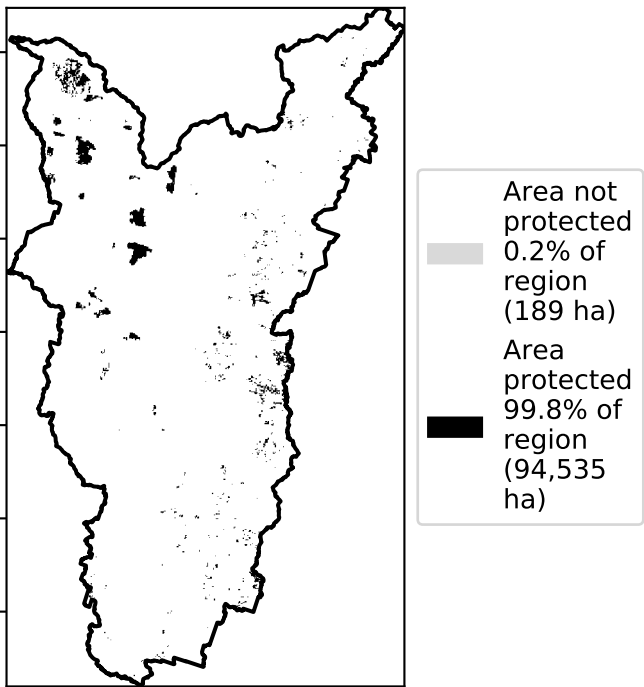 Area not
protected
0.2% of
region
(189 ha)
Area
protected
99.8% of
region
(94,535
ha)